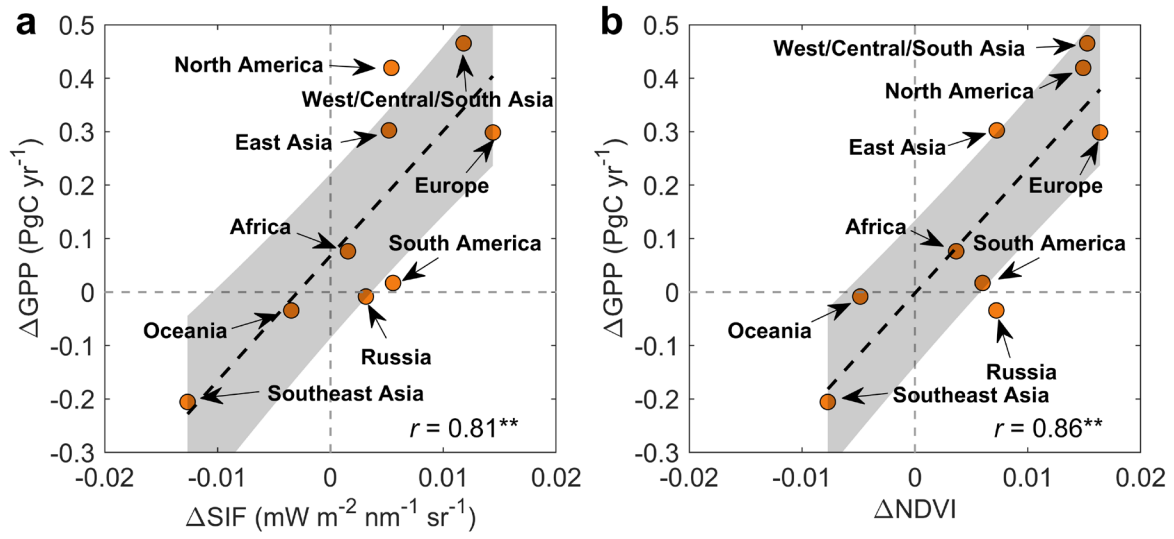 a
0.5
0.4
0.3
0.2
0.1
0
-0.1
-0.2
-0.3
ΔGPP (PgC yr⁻¹)
North America
West/Central/South Asia
East Asia
Europe
Africa
South America
Oceania
Russia
Southeast Asia
r = 0.81**
-0.02
-0.01
0
0.01
0.02
ΔSIF (mW m⁻² nm⁻¹ sr⁻¹)
b
0.5
0.4
0.3
0.2
0.1
0
-0.1
-0.2
-0.3
ΔGPP (PgC yr⁻¹)
West/Central/South Asia
North America
East Asia
Europe
Africa
South America
Oceania
Russia
Southeast Asia
r = 0.86**
-0.02
-0.01
0
0.01
0.02
ΔNDVI